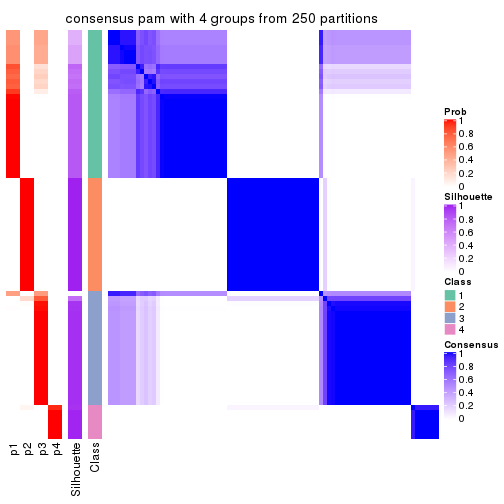 consensus pam with 4 groups from 250 partitions
Prob
1
0.8
0.6
0.4
0.2
0
Silhouette
1
0.8
0.6
0.4
0.2
0
Class
1
2
3
4
Consensus
1
0.8
0.6
0.4
0.2
0
p1
p2
p3
p4
Silhouette
Class